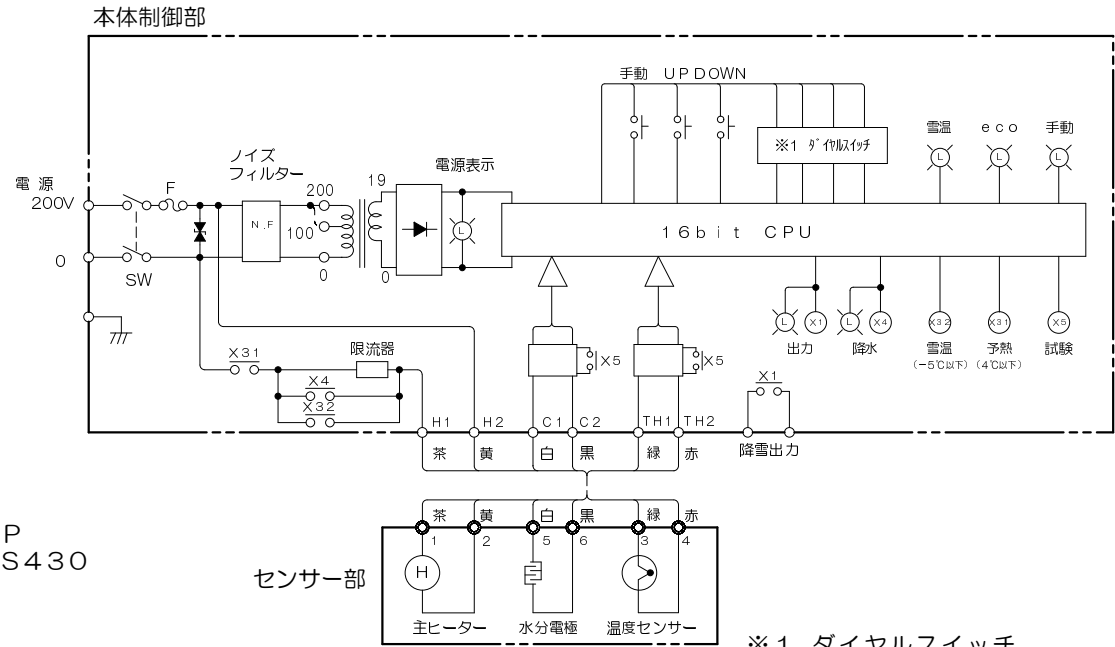 本体制御部
手動 UP DOWN
※1 ダイヤルスイッチ
雪温 eco 手動
L L L
電源
200V
0
SW
F
ノイズ
フィルター
N.F
200
100
0
19
0
電源表示
L
16bit CPU
L X1 L X4 X32 X31 X5
出力 降水 雪温 予熱 試験
(−5℃以下) (4℃以下)
X5 X5
X31 限流器
X4
X32
X1
H1 H2 C1 C2 TH1 TH2
茶 黄 白 黒 緑 赤
降雪出力
茶 黄 白 黒 緑 赤
1 2 5 6 3 4
P
S430
センサー部
H
主ヒーター 水分電極 温度センサー
※1 ダイヤルスイッチ